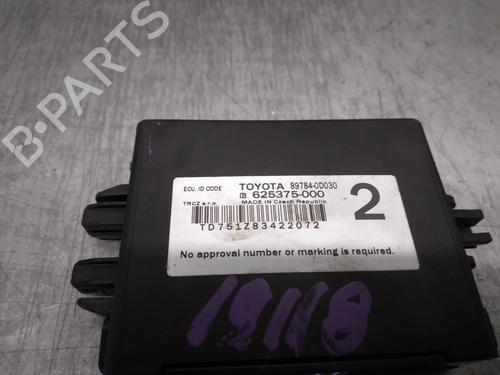 B-PARTS
ECU, ID CODE TOYOTA 89784-0D030
625375-000
TRCZ s.r.o. MADE IN Czech Republic
2
TD751Z83422072
No approval number or marking is required.